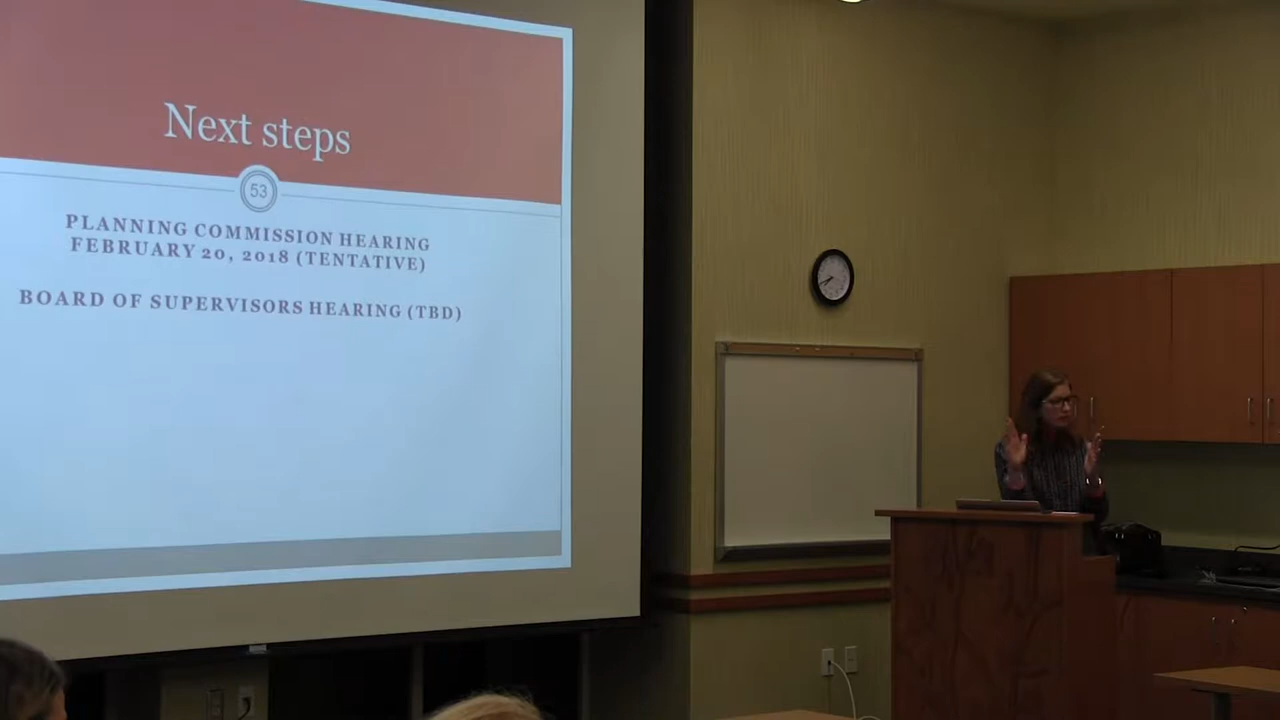 Next steps
53
PLANNING COMMISSION HEARING
FEBRUARY 20, 2018 (TENTATIVE)
BOARD OF SUPERVISORS HEARING (TBD)